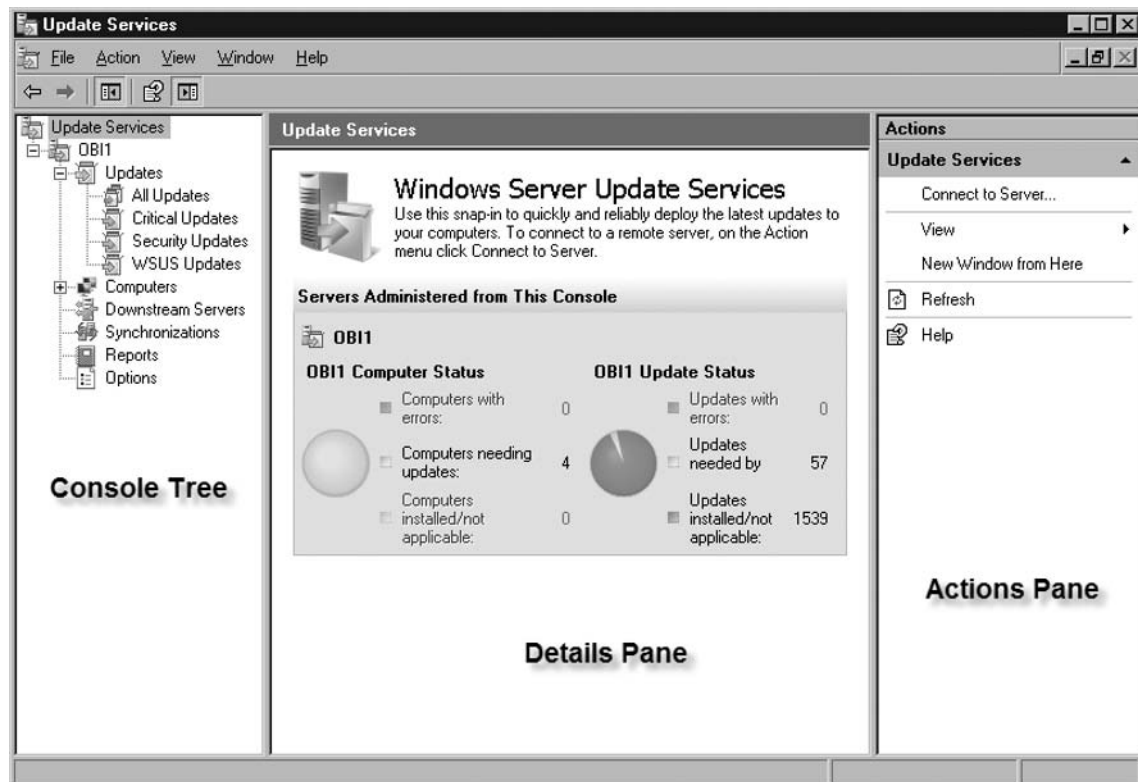 Update Services
File Action View Window Help
Update Services
OBI1
Updates
All Updates
Critical Updates
Security Updates
WSUS Updates
Computers
Downstream Servers
Synchronizations
Reports
Options
Console Tree
Update Services
Windows Server Update Services
Use this snap-in to quickly and reliably deploy the latest updates to
your computers. To connect to a remote server, on the Action
menu click Connect to Server.
Servers Administered from This Console
OBI1
OBI1 Computer Status
Computers with
errors: 0
Computers needing
updates: 4
Computers
installed/not 0
applicable:
OBI1 Update Status
Updates with
errors: 0
Updates
needed by 57
Updates
installed/not 1539
applicable:
Details Pane
Actions
Update Services
Connect to Server...
View
New Window from Here
Refresh
Help
Actions Pane